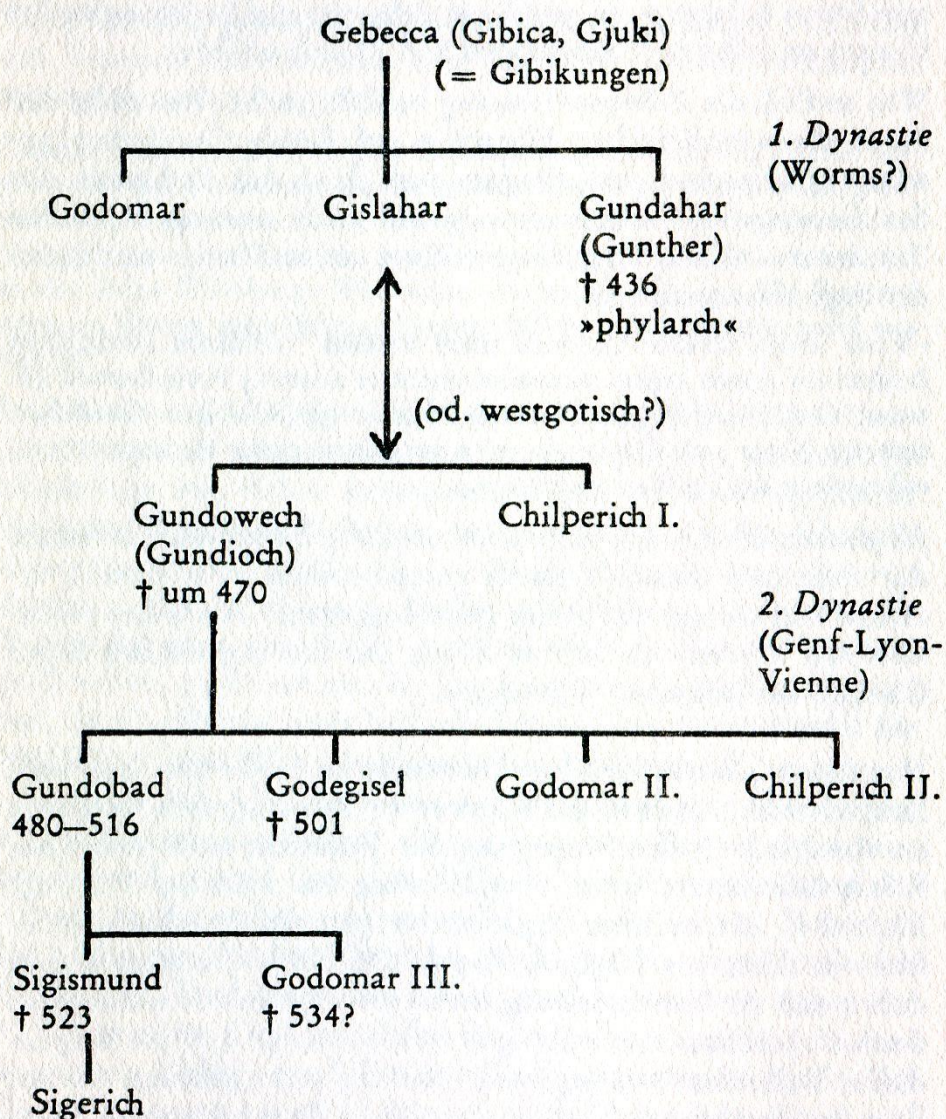 Gebecca (Gibica, Gjuki)
(= Gibikungen)
1. Dynastie
(Worms?)
Godomar Gislahar Gundahar
(Gunther)
† 436
»phylarch«
(od. westgotisch?)
Gundowech Chilperich I.
(Gundioch)
† um 470
2. Dynastie
(Genf-Lyon-
Vienne)
Gundobad Godegisel Godomar II. Chilperich II.
480—516 † 501
Sigismund Godomar III.
† 523 † 534?
Sigerich